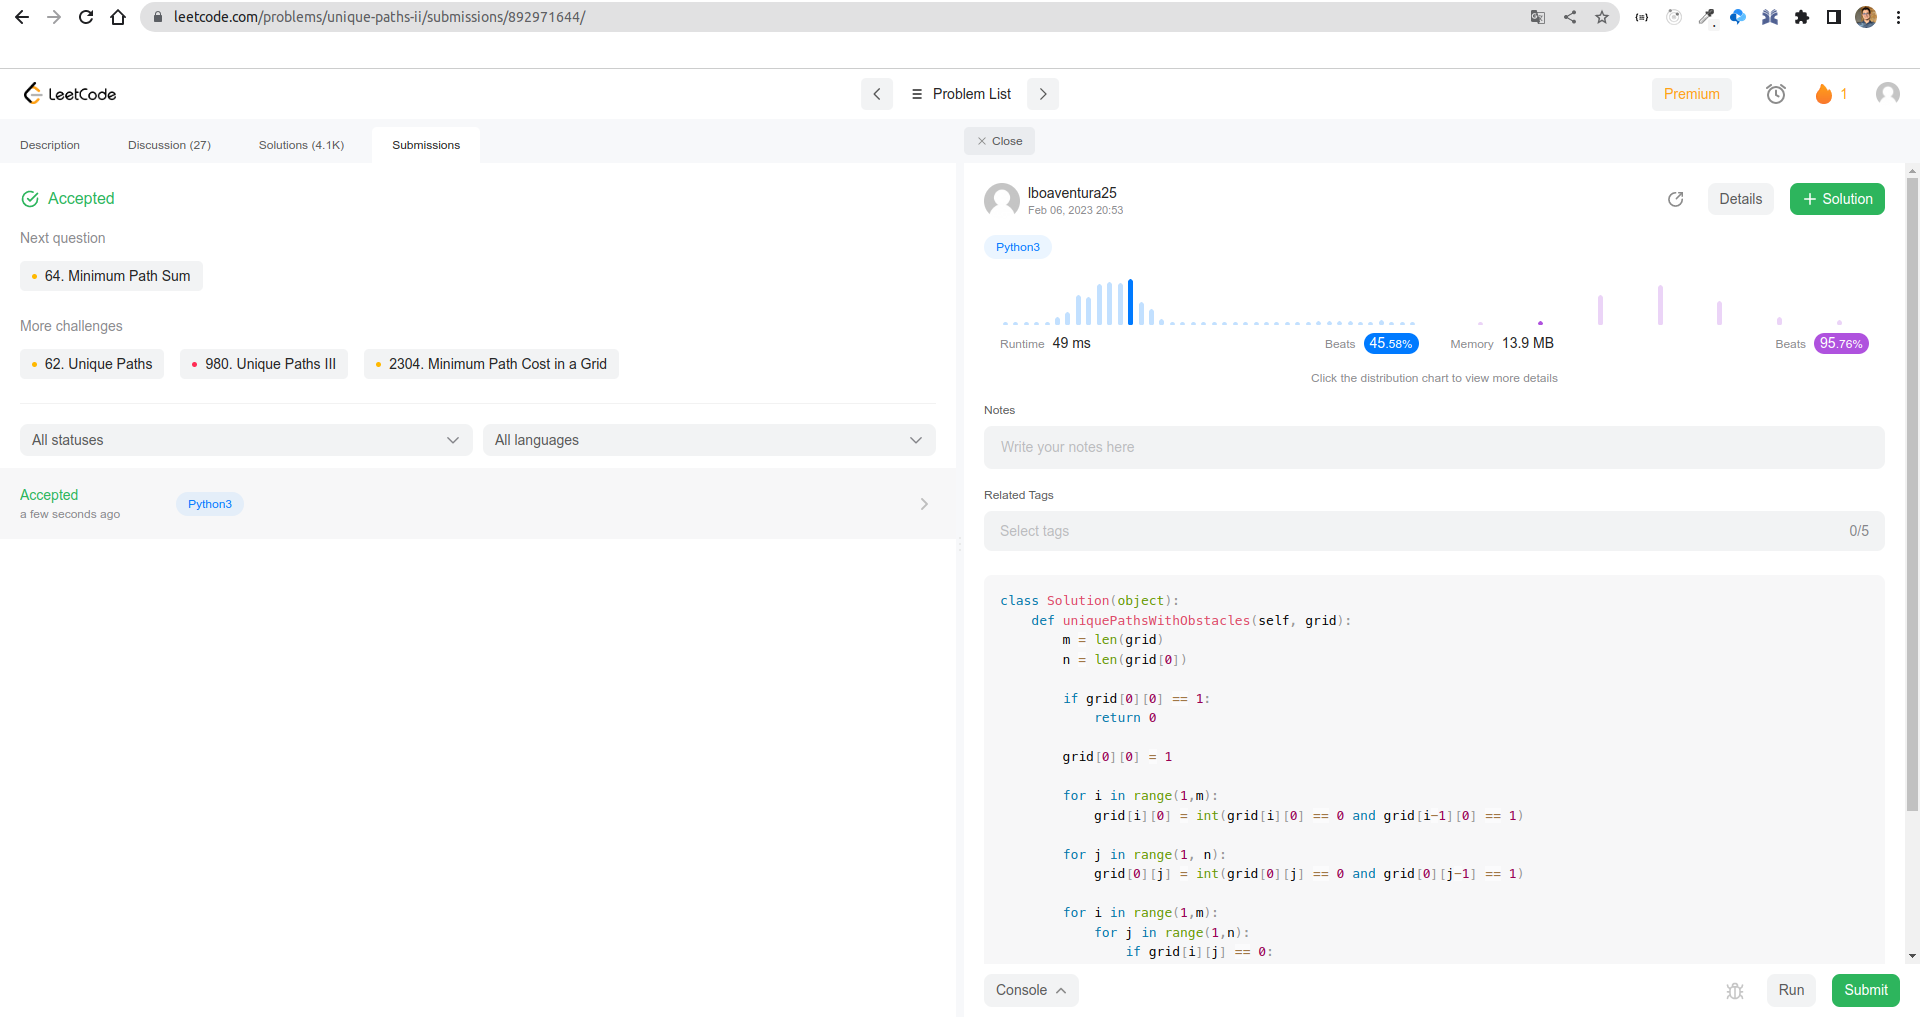 leetcode.com/problems/unique-paths-ii/submissions/892971644/
LeetCode
Problem List
Premium
1
Description
Discussion (27)
Solutions (4.1K)
Submissions
Close
Accepted
Next question
64. Minimum Path Sum
More challenges
62. Unique Paths
980. Unique Paths III
2304. Minimum Path Cost in a Grid
All statuses
All languages
Accepted
a few seconds ago
Python3
lboaventura25
Feb 06, 2023 20:53
Details
+ Solution
Python3
Runtime 49 ms
Beats 45.58%
Memory 13.9 MB
Beats 95.76%
Click the distribution chart to view more details
Notes
Write your notes here
Related Tags
Select tags
0/5
class Solution(object):
    def uniquePathsWithObstacles(self, grid):
        m = len(grid)
        n = len(grid[0])

        if grid[0][0] == 1:
            return 0

        grid[0][0] = 1

        for i in range(1,m):
            grid[i][0] = int(grid[i][0] == 0 and grid[i-1][0] == 1)

        for j in range(1, n):
            grid[0][j] = int(grid[0][j] == 0 and grid[0][j-1] == 1)

        for i in range(1,m):
            for j in range(1,n):
                if grid[i][j] == 0:
Console
Run
Submit